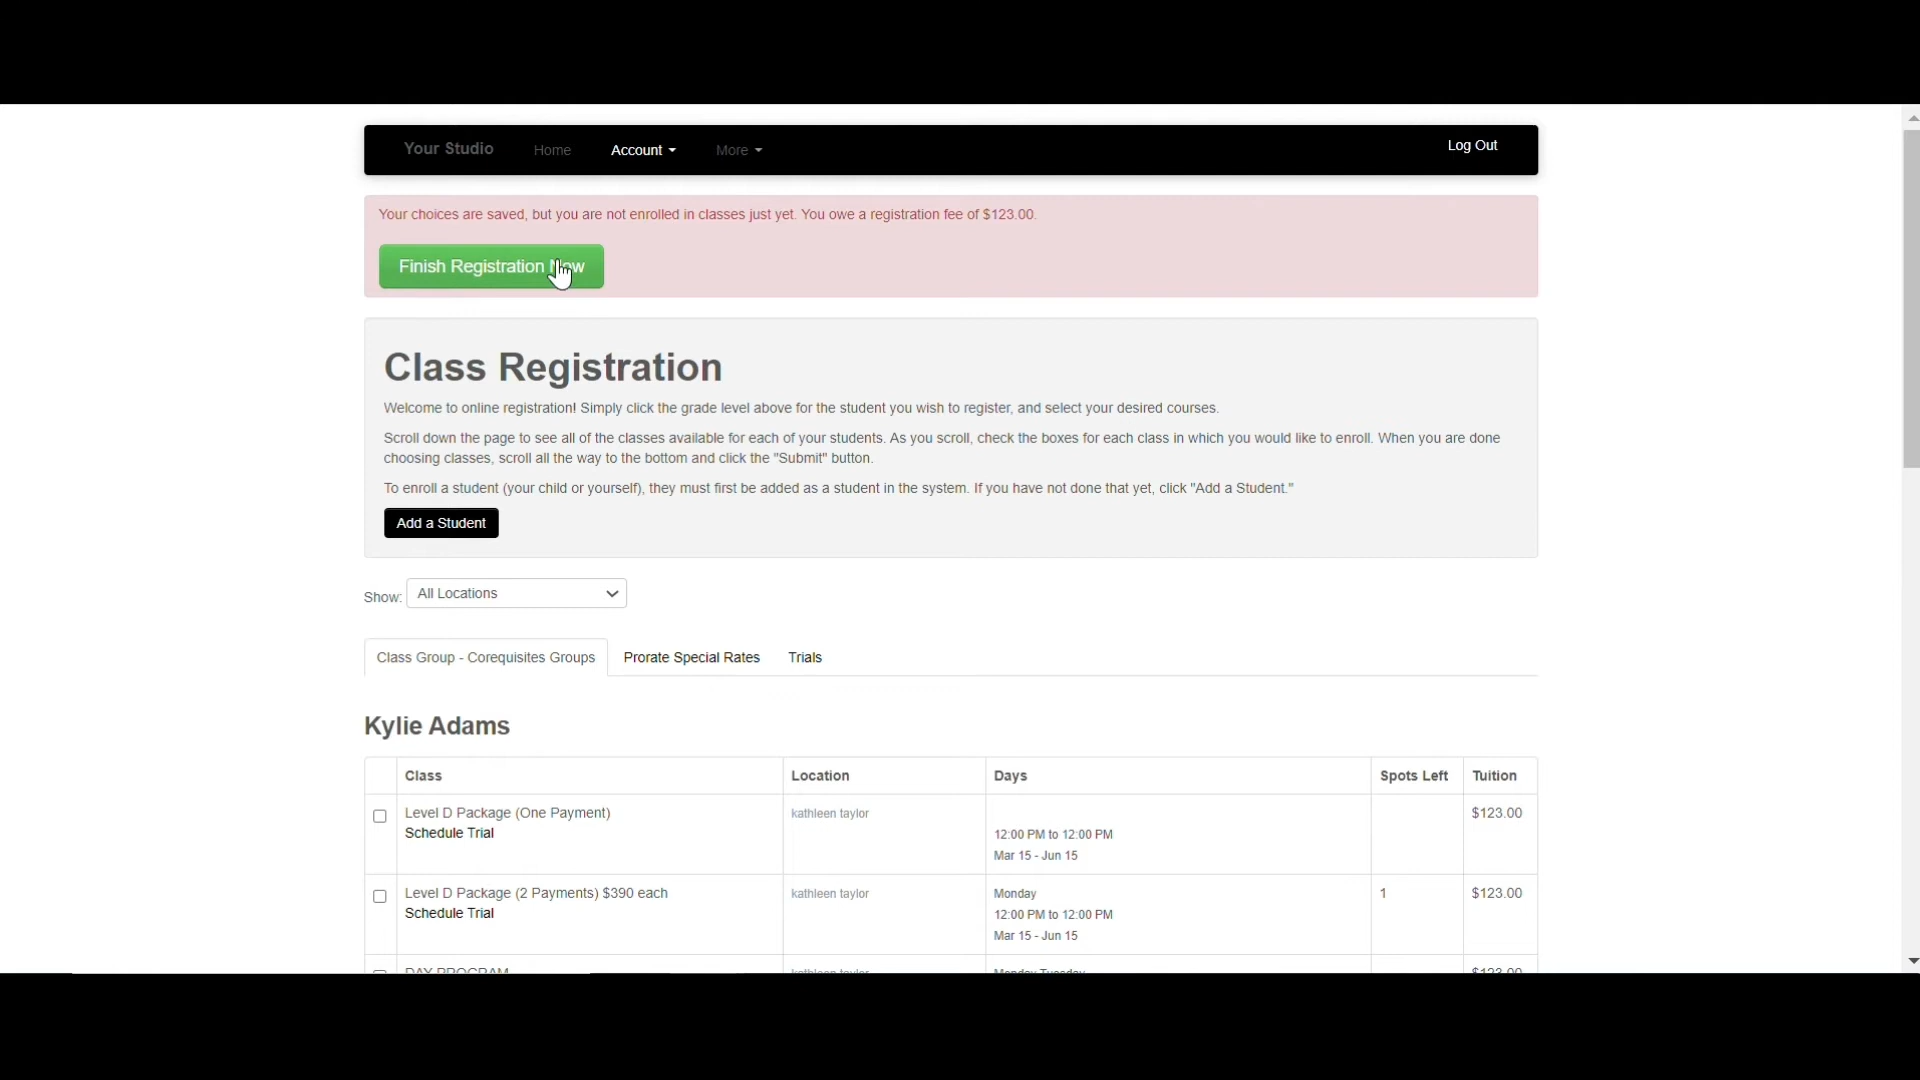 Your Studio Home Account More Log Out
Your choices are saved, but you are not enrolled in classes just yet. You owe a registration fee of $123.00.
Finish Registration
Class Registration
Welcome to online registration! Simply click the grade level above for the student you wish to register, and select your desired courses.
Scroll down the page to see all of the classes available for each of your students. As you scroll, check the boxes for each class in which you would like to enroll. When you are done
choosing classes, scroll all the way to the bottom and click the "Submit" button.
To enroll a student (your child or yourself), they must first be added as a student in the system. If you have not done that yet, click "Add a Student."
Add a Student
Show: All Locations
Class Group - Corequisites Groups Prorate Special Rates Trials
Kylie Adams
Class Location Days Spots Left Tuition
Level D Package (One Payment) kathleen taylor $123.00
Schedule Trial 12:00 PM to 12:00 PM
Mar 15 - Jun 15
Level D Package (2 Payments) $390 each kathleen taylor Monday 1 $123.00
Schedule Trial 12:00 PM to 12:00 PM
Mar 15 - Jun 15